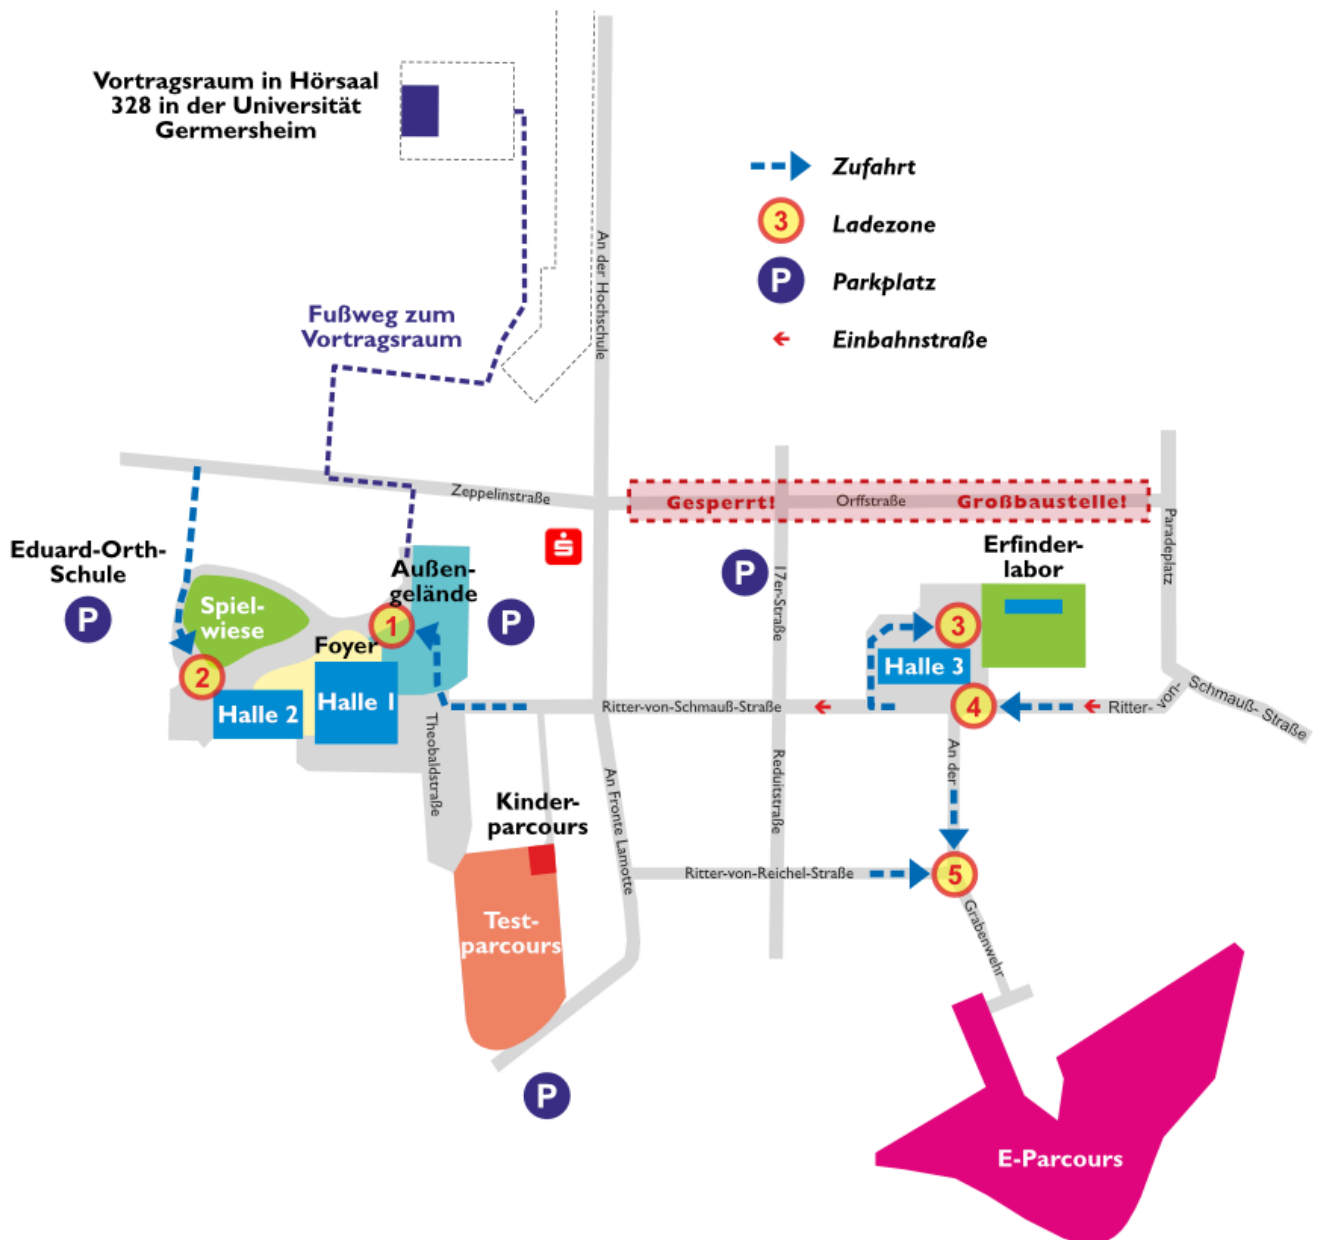 Vortragsraum in Hörsaal
328 in der Universität
Germersheim
Zufahrt
3
Ladezone
P
Parkplatz
Einbahnstraße
An der Hochschule
Fußweg zum
Vortragsraum
Zeppelinstraße
Gesperrt!
Orffstraße
Großbaustelle!
Paradeplatz
Eduard-Orth-
Schule
P
Außen-
gelände
P
P
17er-Straße
Erfinder-
labor
Spiel-
wiese
Foyer
1
2
Halle 2
Halle 1
3
Halle 3
4
Ritter-von-Schmauß-Straße
Ritter-
von-
Schmauß- Straße
Theobaldstraße
An Fronte Lamotte
Reduitstraße
An der
Grabenwehr
Kinder-
parcours
Ritter-von-Reichel-Straße
5
Test-
parcours
P
E-Parcours